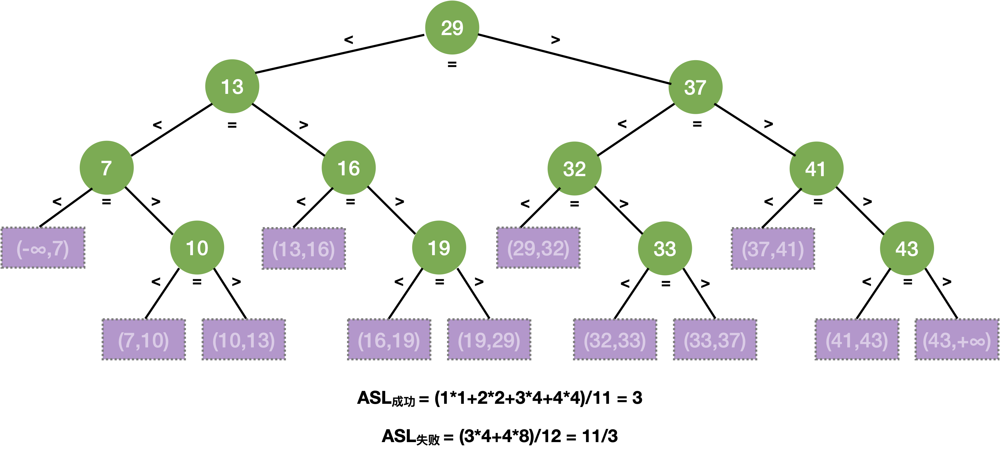 29
< >
=
13 37
< = > < = >
7 16 32 41
< = > < = > < = > < = >
(-∞,7) 10 (13,16) 19 (29,32) 33 (37,41) 43
< = > < = > < = > < = >
(7,10) (10,13) (16,19) (19,29) (32,33) (33,37) (41,43) (43,+∞)
ASL成功 = (1*1+2*2+3*4+4*4)/11 = 3
ASL失败 = (3*4+4*8)/12 = 11/3